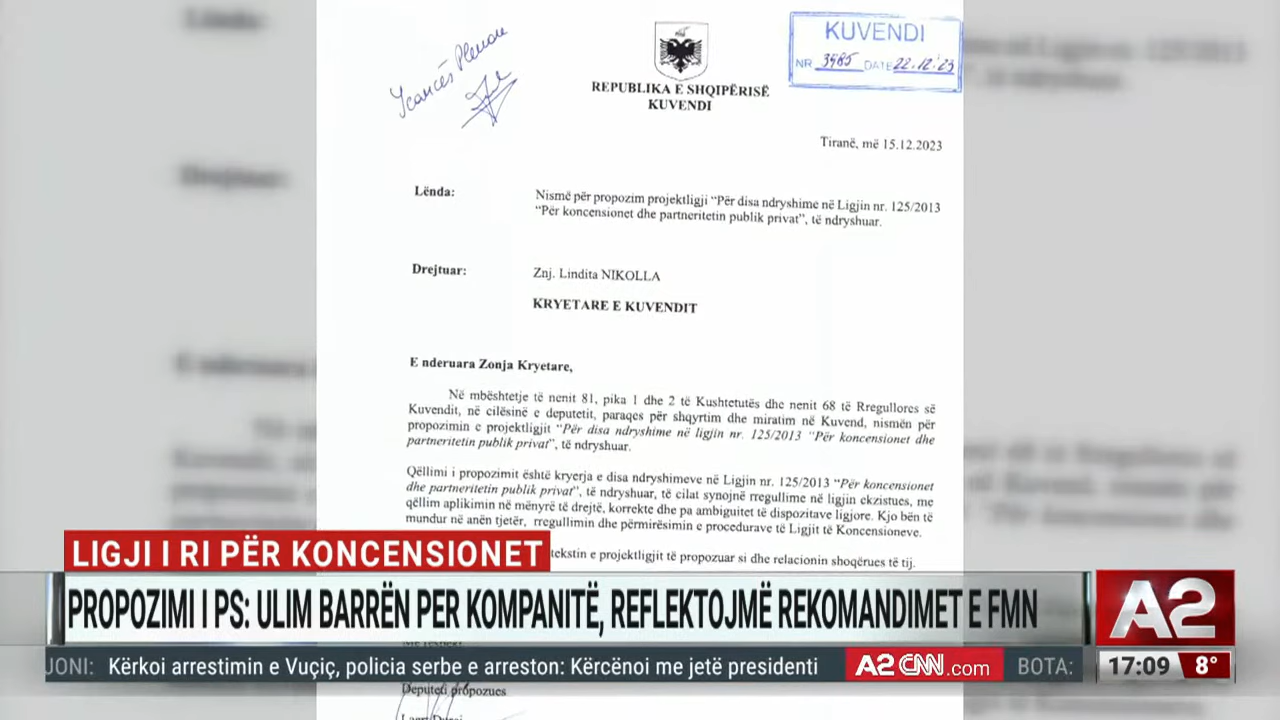 KUVENDI
NR 3985 DATE 22.12.23
REPUBLIKA E SHQIPËRISË
KUVENDI
Tiranë, më 15.12.2023
Lënda:
Nismë për propozim projektligji “Për disa ndryshime në Ligjin nr. 125/2013
“Për koncensionet dhe partneritetin publik privat”, të ndryshuar.
Drejtuar:
Znj. Lindita NIKOLLA
KRYETARE E KUVENDIT
E nderuara Zonja Kryetare,
Në mbështetje të nenit 81, pika 1 dhe 2 të Kushtetutës dhe nenit 68 të Rregullores së
Kuvendit, në cilësinë e deputetit, paraqes për shqyrtim dhe miratim në Kuvend, nismën për
propozimin e projektligjit “Për disa ndryshime në ligjin nr. 125/2013 “Për koncensionet dhe
partneritetin publik privat”, të ndryshuar.
Qëllimi i propozimit është kryerja e disa ndryshimeve në Ligjin nr. 125/2013 “Për koncensionet
dhe partneritetin publik privat”, të ndryshuar, të cilat synojnë rregullime në ligjin ekzistues, me
qëllim aplikimin në mënyrë të drejtë, korrekte dhe pa ambiguitet të dispozitave ligjore. Kjo bën të
mundur në anën tjetër, rregullimin dhe përmirësimin e procedurave të Ligjit të Koncensioneve.
tekstin e projektligjit të propozuar si dhe relacionin shoqërues të tij.
LIGJI I RI PËR KONCENSIONET
PROPOZIMI I PS: ULIM BARRËN PER KOMPANITË, REFLEKTOJMË REKOMANDIMET E FMN
A2
JONI: Kërkoi arrestimin e Vuçiç, policia serbe e arreston: Kërcënoi me jetë presidenti
A2 CNN.com
BOTA:
17:09 8°
Deputeti propozues